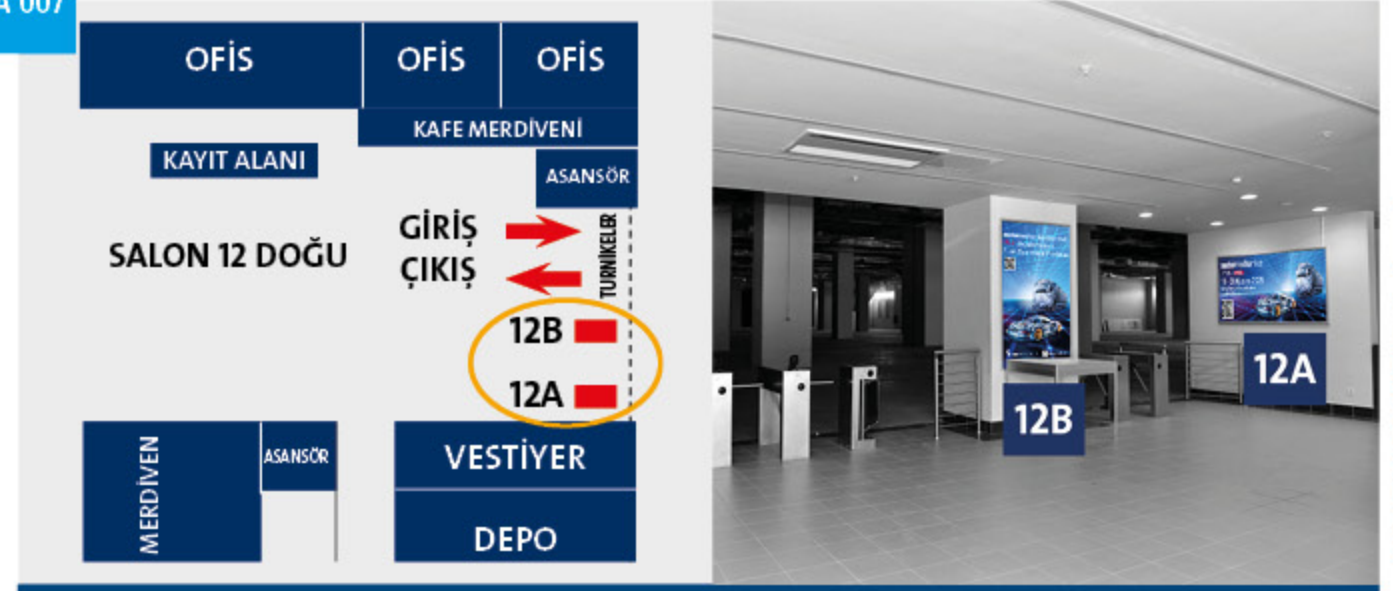 A 007
OFİS
OFİS
OFİS
KAFE MERDİVENİ
KAYIT ALANI
ASANSÖR
GİRİŞ
TURNİKELER
SALON 12 DOĞU
ÇIKIŞ
12B
12A
MERDİVEN
ASANSÖR
VESTİYER
DEPO
12B
12A